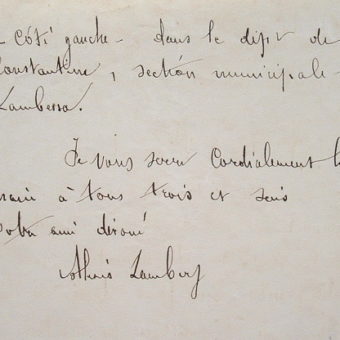 côté gauche - dans le dépt de
Constantine, section municipale
Lambessa.
Je vous serre Cordialement la
main à tous trois et suis
votre ami dévoué
Alexis Lambert